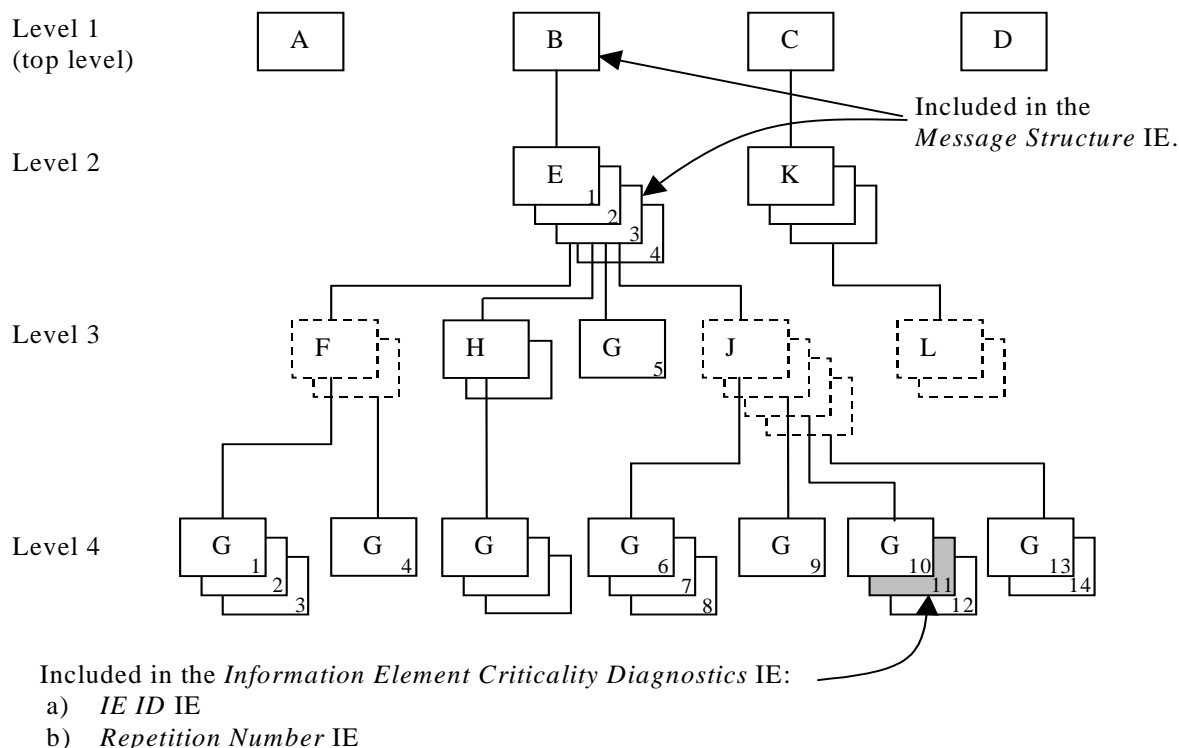 Level 1
(top level)
A
B
C
D
Included in the
Message Structure IE.
Level 2
E
1
2
3
4
K
Level 3
F
H
G
5
J
L
Level 4
G
1
2
3
G
4
G
G
6
7
8
G
9
G
10
11
12
G
13
14
Included in the Information Element Criticality Diagnostics IE:
a) IE ID IE
b) Repetition Number IE